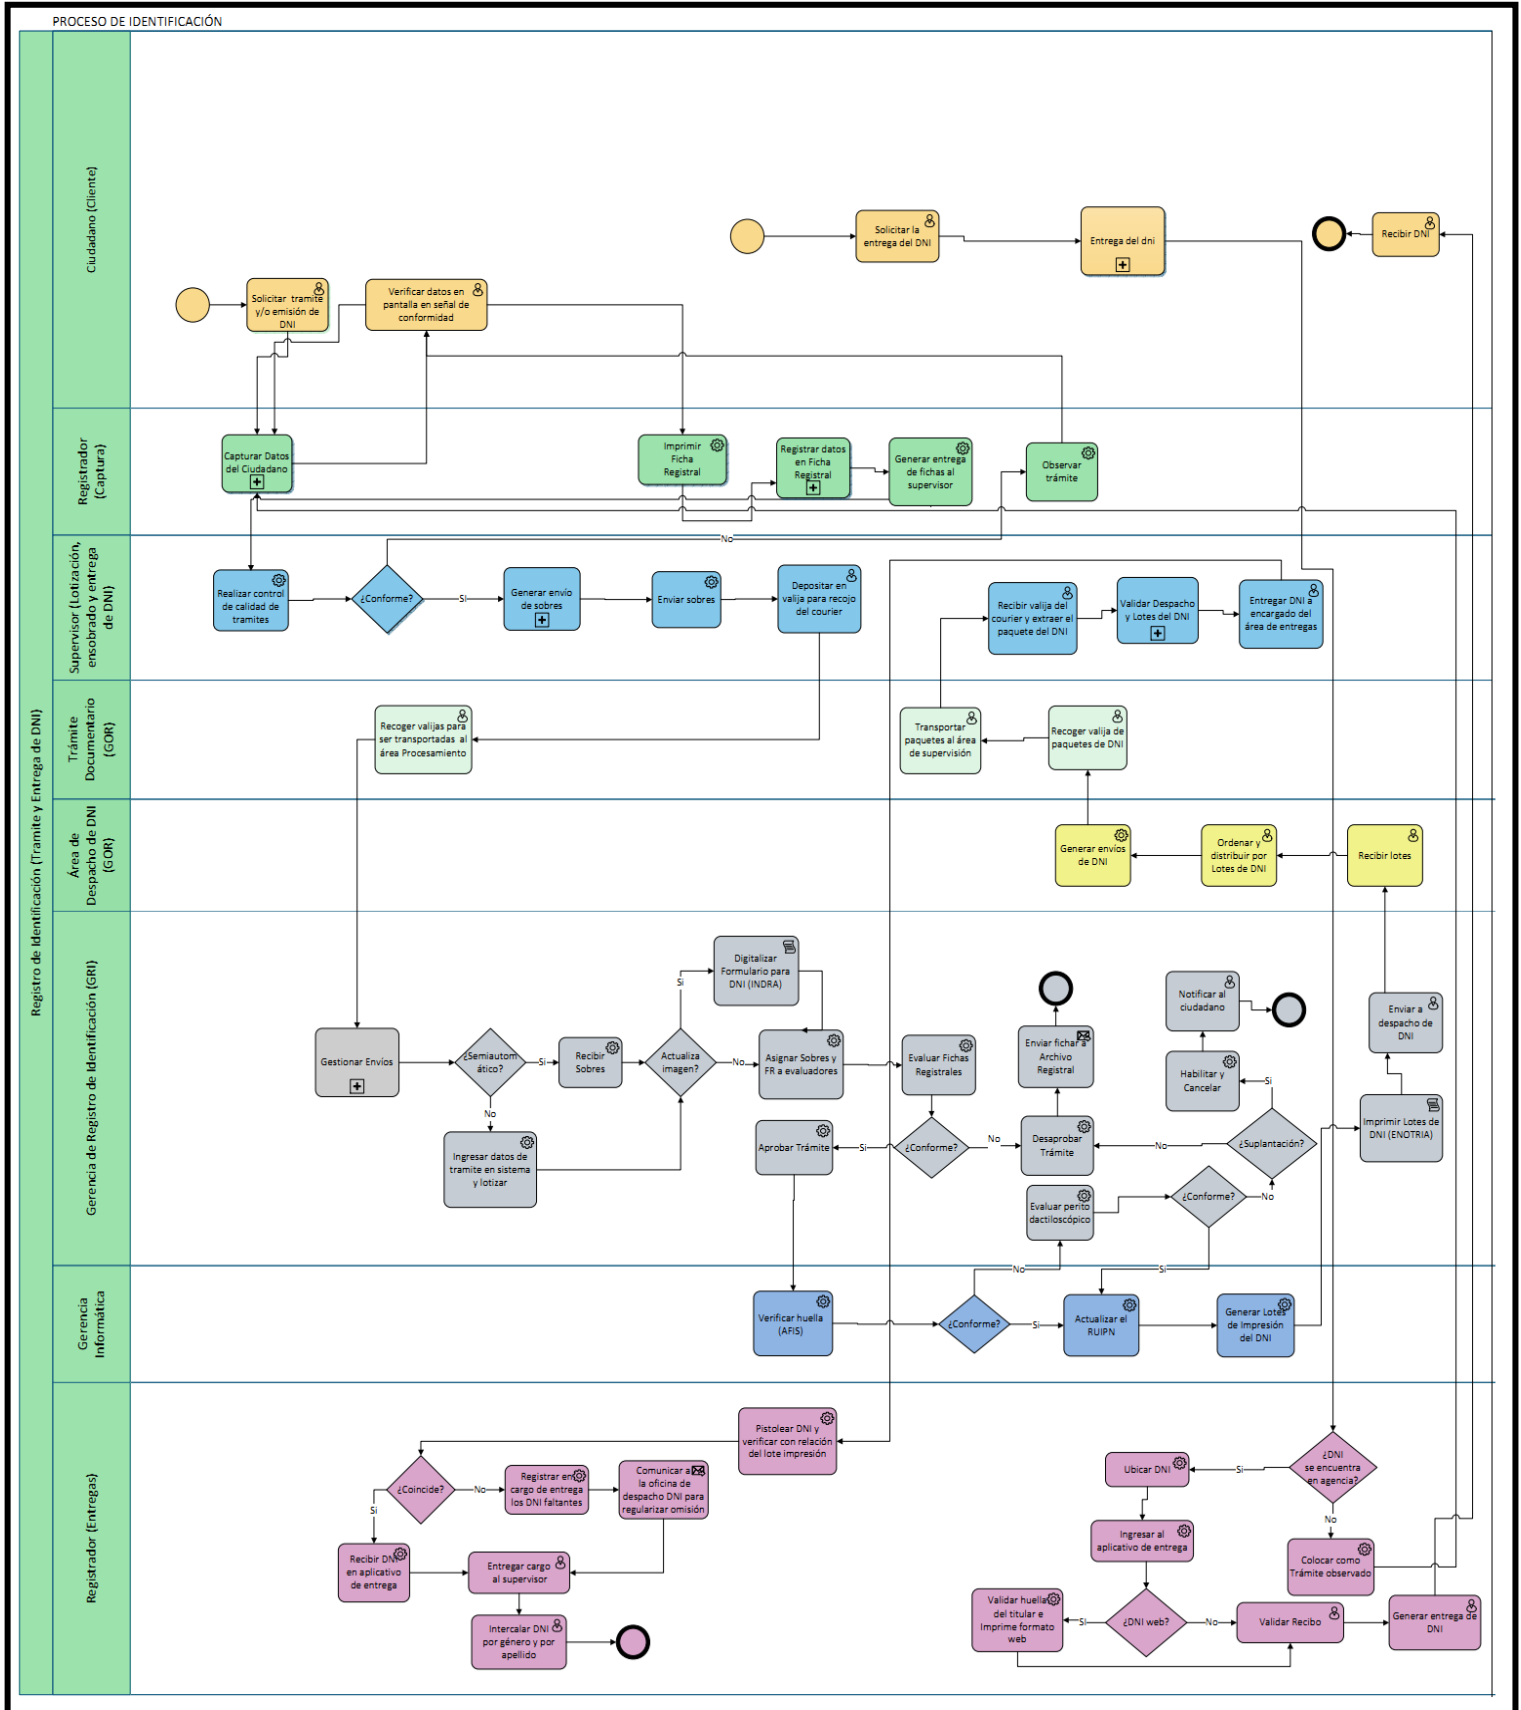 PROCESO DE IDENTIFICACIÓN
Registro de Identificación (Tramite y Entrega de DNI)
Ciudadano (Cliente)
Solicitar la
entrega del DNI
Entrega del dni
Recibir DNI
Solicitar tramite
y/o emisión de
DNI
Verificar datos en
pantalla en señal de
conformidad
Registrador
(Captura)
Capturar Datos
del Ciudadano
Imprimir
Ficha
Registral
Registrar datos
en Ficha
Registral
Generar entrega
de fichas al
supervisor
Observar
trámite
Supervisor (Lotización,
ensobrado y entrega
de DNI)
No
Realizar control
de calidad de
tramites
¿Conforme?
SI
Generar envío
de sobres
Enviar sobres
Depositar en
valija para recojo
del courier
Recibir valija del
courier y extraer el
paquete del DNI
Validar Despacho
y Lotes del DNI
Entregar DNI a
encargado del
área de entregas
Trámite
Documentario
(GOR)
Recoger valijas para
ser transportadas al
área Procesamiento
Transportar
paquetes al área
de supervisión
Recoger valija de
paquetes de DNI
Área de
Despacho de DNI
(GOR)
Generar envíos
de DNI
Ordenar y
distribuir por
Lotes de DNI
Recibir lotes
Gerencia de Registro de Identificación (GRI)
Gestionar Envíos
¿Semiautom
ático?
Si
No
Recibir
Sobres
Ingresar datos de
tramite en sistema
y lotizar
Actualiza
imagen?
Si
No
Digitalizar
Formulario para
DNI (INDRA)
Asignar Sobres y
FR a evaluadores
Evaluar Fichas
Registrales
¿Conforme?
Si
No
Aprobar Trámite
Desaprobar
Trámite
Enviar fichar a
Archivo
Registral
Evaluar perito
dactiloscópico
¿Conforme?
No
Si
¿Suplantación?
No
Si
Habilitar y
Cancelar
Notificar al
ciudadano
Enviar a
despacho de
DNI
Imprimir Lotes de
DNI (ENOTRIA)
Gerencia
Informática
Verificar huella
(AFIS)
¿Conforme?
No
Si
Actualizar el
RUIPN
Generar Lotes
de Impresión
del DNI
Registrador (Entregas)
Pistolear DNI y
verificar con relación
del lote impresión
¿Coincide?
No
Si
Registrar en
cargo de entrega
los DNI faltantes
Comunicar a
la oficina de
despacho DNI para
regularizar omisión
Recibir DNI
en aplicativo
de entrega
Entregar cargo
al supervisor
Intercalar DNI
por género y por
apellido
¿DNI
se encuentra
en agencia?
Si
No
Ubicar DNI
Ingresar al
aplicativo de entrega
Colocar como
Trámite observado
¿DNI web?
SI
No
Validar huella
del titular e
Imprime formato
web
Validar Recibo
Generar entrega de
DNI